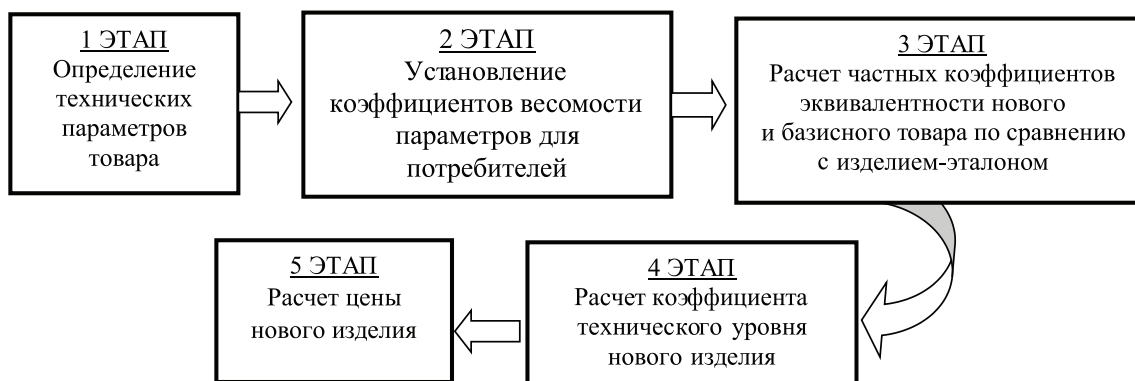 1 ЭТАП
Определение
технических
параметров
товара
2 ЭТАП
Установление
коэффициентов весомости
параметров для
потребителей
3 ЭТАП
Расчет частных коэффициентов
эквивалентности нового
и базисного товара по сравнению
с изделием-эталоном
4 ЭТАП
Расчет коэффициента
технического уровня
нового изделия
5 ЭТАП
Расчет цены
нового изделия